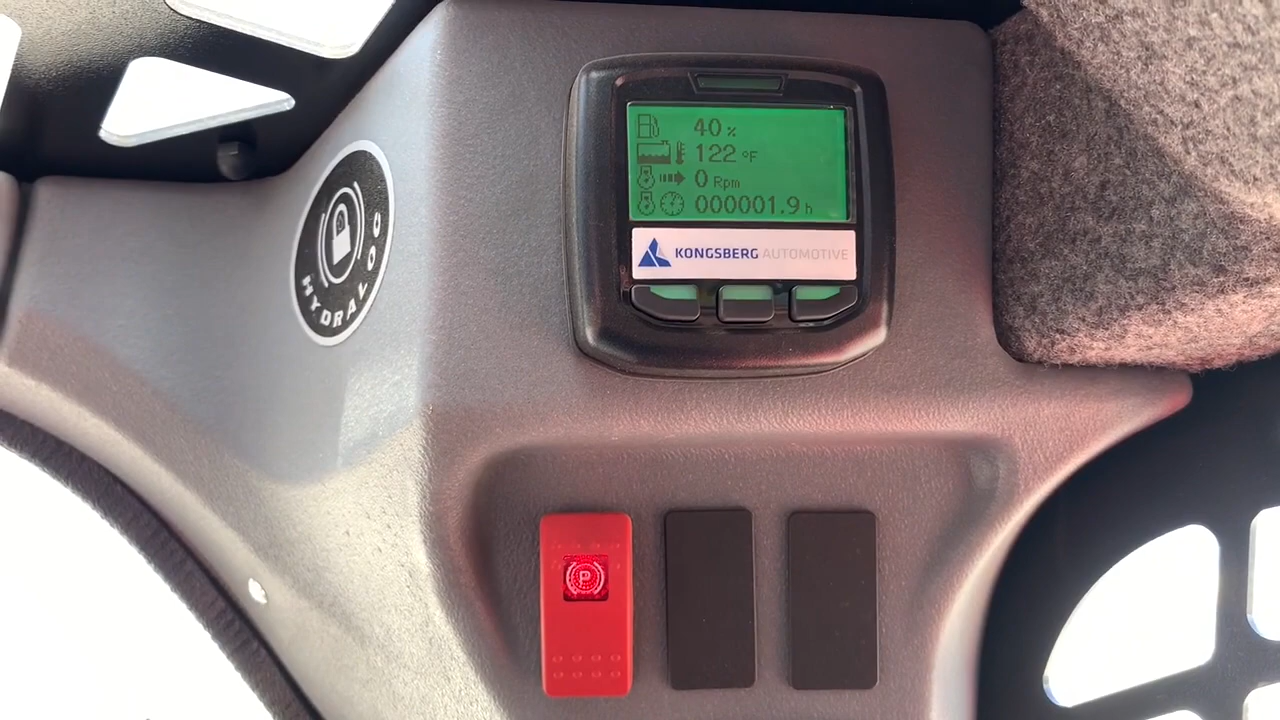 40 %
122 °F
0 Rpm
000001.9 h
KONGSBERG AUTOMOTIVE
HYDRALOC
P